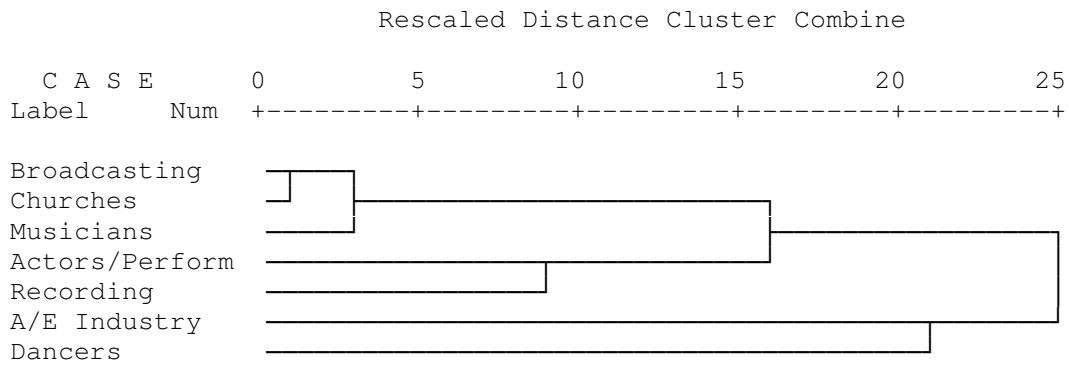 Rescaled Distance Cluster Combine
C A S E 0 5 10 15 20 25
Label Num +---------+---------+---------+---------+---------+
Broadcasting
Churches
Musicians
Actors/Perform
Recording
A/E Industry
Dancers